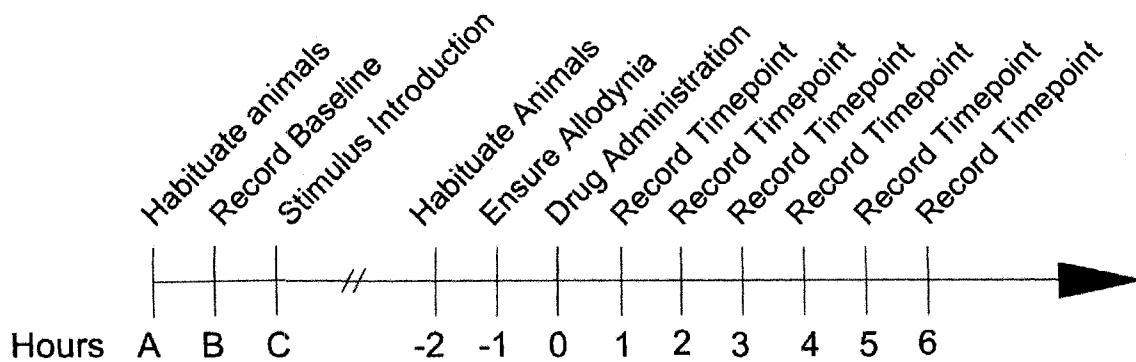 Habituate animals
Record Baseline
Stimulus Introduction
Habituate Animals
Ensure Allodynia
Drug Administration
Record Timepoint
Record Timepoint
Record Timepoint
Record Timepoint
Record Timepoint
Record Timepoint
Hours A B C // -2 -1 0 1 2 3 4 5 6